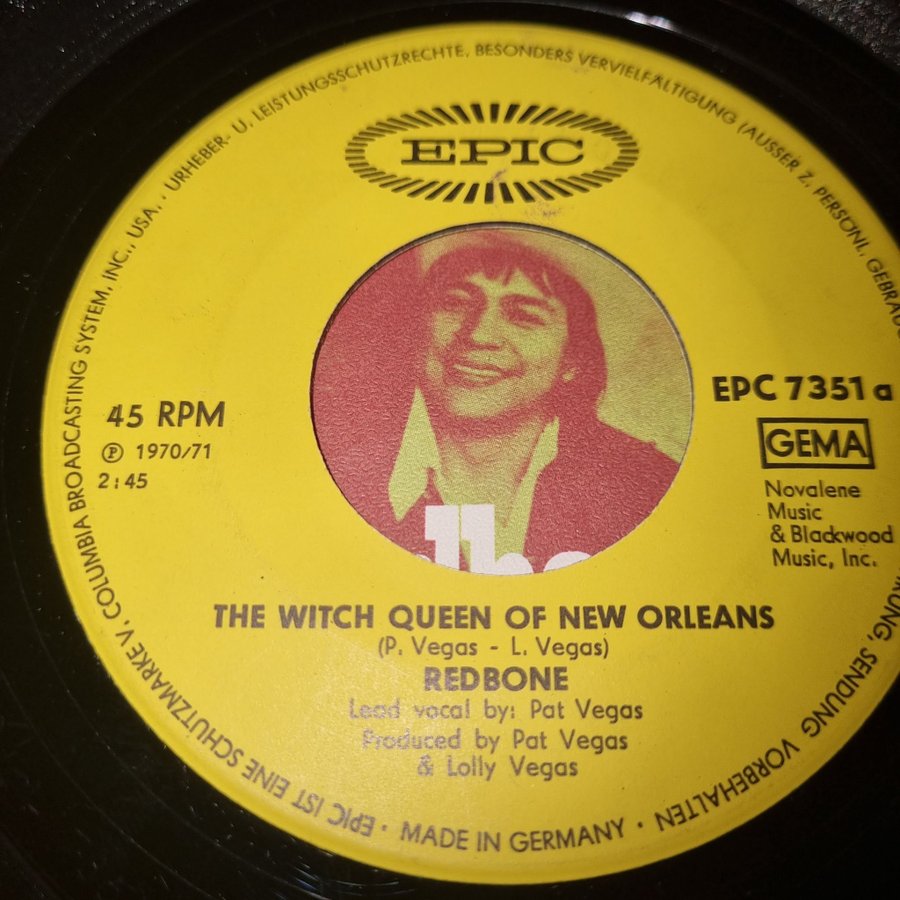 URHEBER- U. LEISTUNGSSCHUTZRECHTE, BESONDERS VERVIELFÄLTIGUNG (AUSSER Z. PERSÖNL.
EPIC
45 RPM
Ⓟ 1970/71
2:45
EPC 7351 a
GEMA
Novalene
Music
& Blackwood
Music, Inc.
THE WITCH QUEEN OF NEW ORLEANS
(P. Vegas - L. Vegas)
REDBONE
Lead vocal by: Pat Vegas
Produced by Pat Vegas
& Lolly Vegas
SENDUNG VORBEHALTEN · MADE IN GERMANY · EPIC IST EINE SCHUTZMARKE V. COLUMBIA BROADCASTING SYSTEM, INC., USA. ·